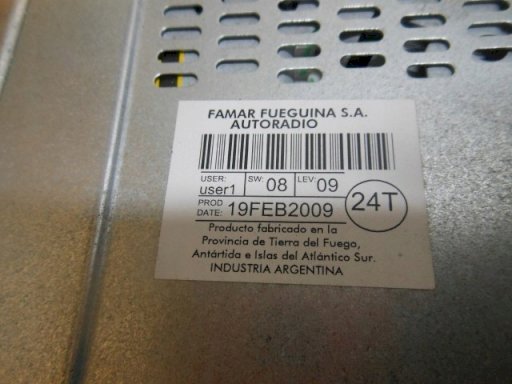 FAMAR FUEGUINA S.A.
AUTORADIO
USER: user1 SW: 08 LEV: 09
PROD DATE: 19FEB2009 24T
Producto fabricado en la
Provincia de Tierra del Fuego,
Antártida e Islas del Atlántico Sur.
INDUSTRIA ARGENTINA